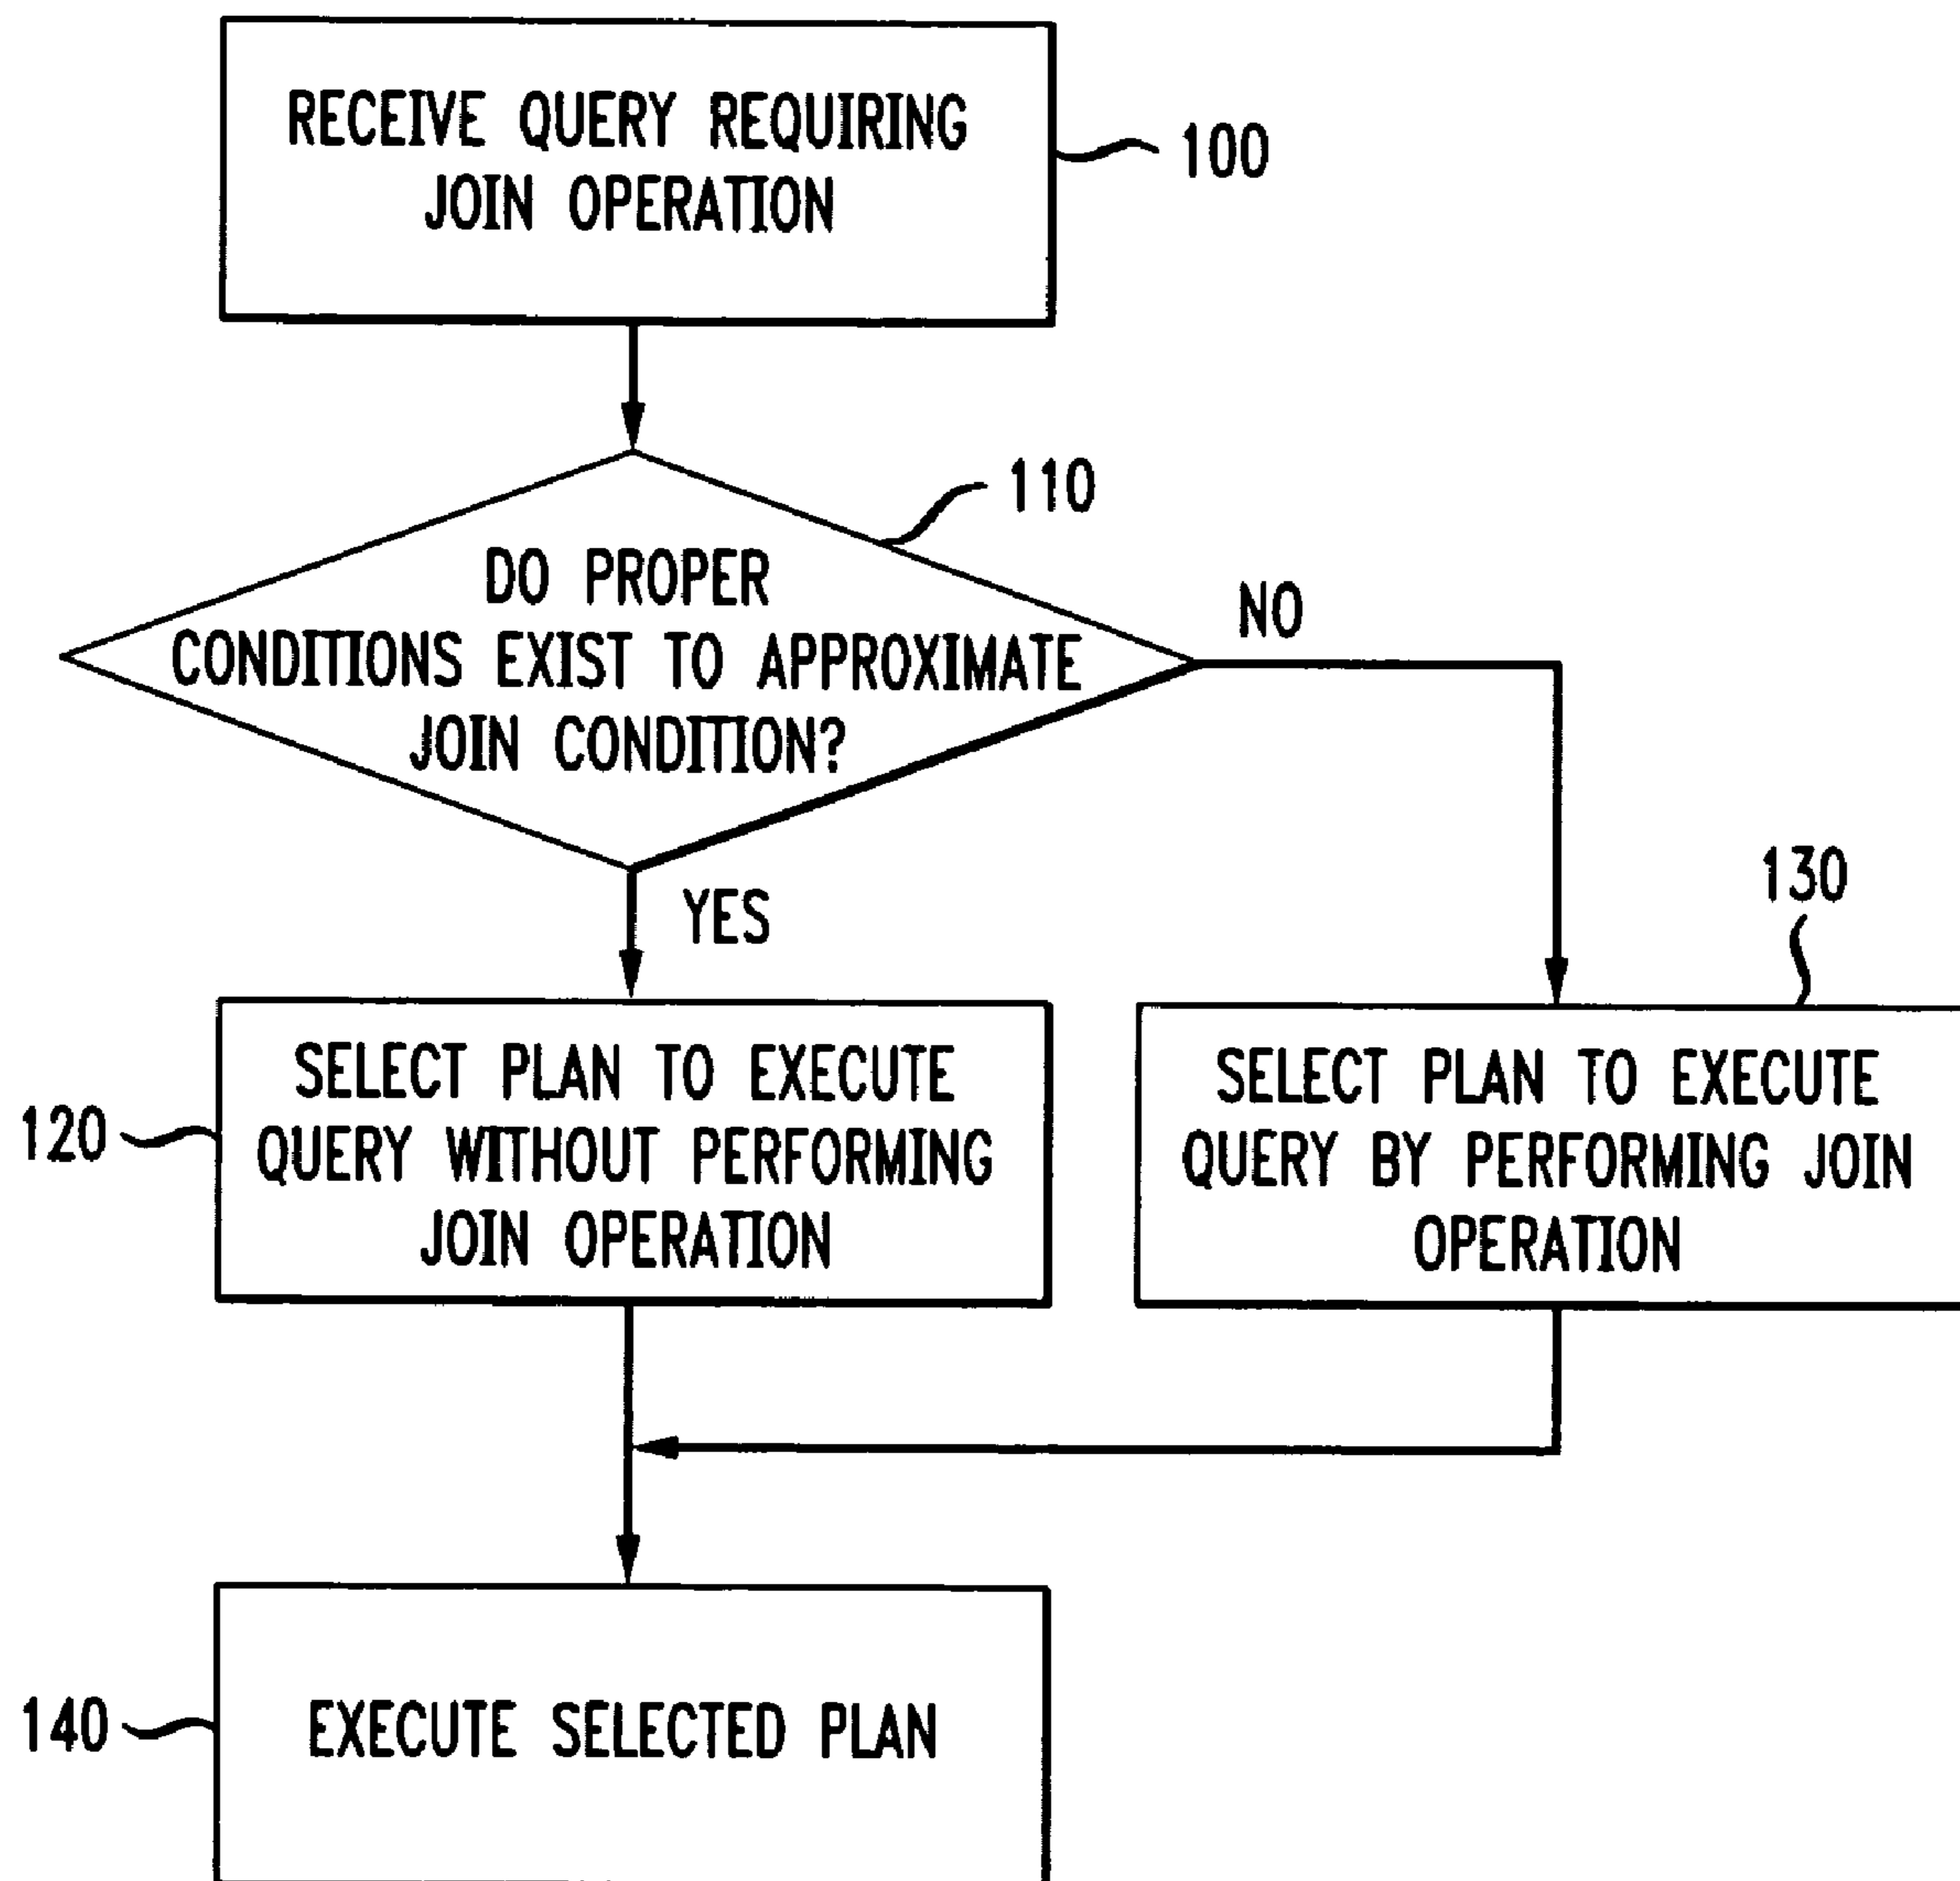 RECEIVE QUERY REQUIRING
JOIN OPERATION
100
110
DO PROPER
CONDITIONS EXIST TO APPROXIMATE
JOIN CONDITION?
NO
YES
130
120
SELECT PLAN TO EXECUTE
QUERY WITHOUT PERFORMING
JOIN OPERATION
SELECT PLAN TO EXECUTE
QUERY BY PERFORMING JOIN
OPERATION
140
EXECUTE SELECTED PLAN